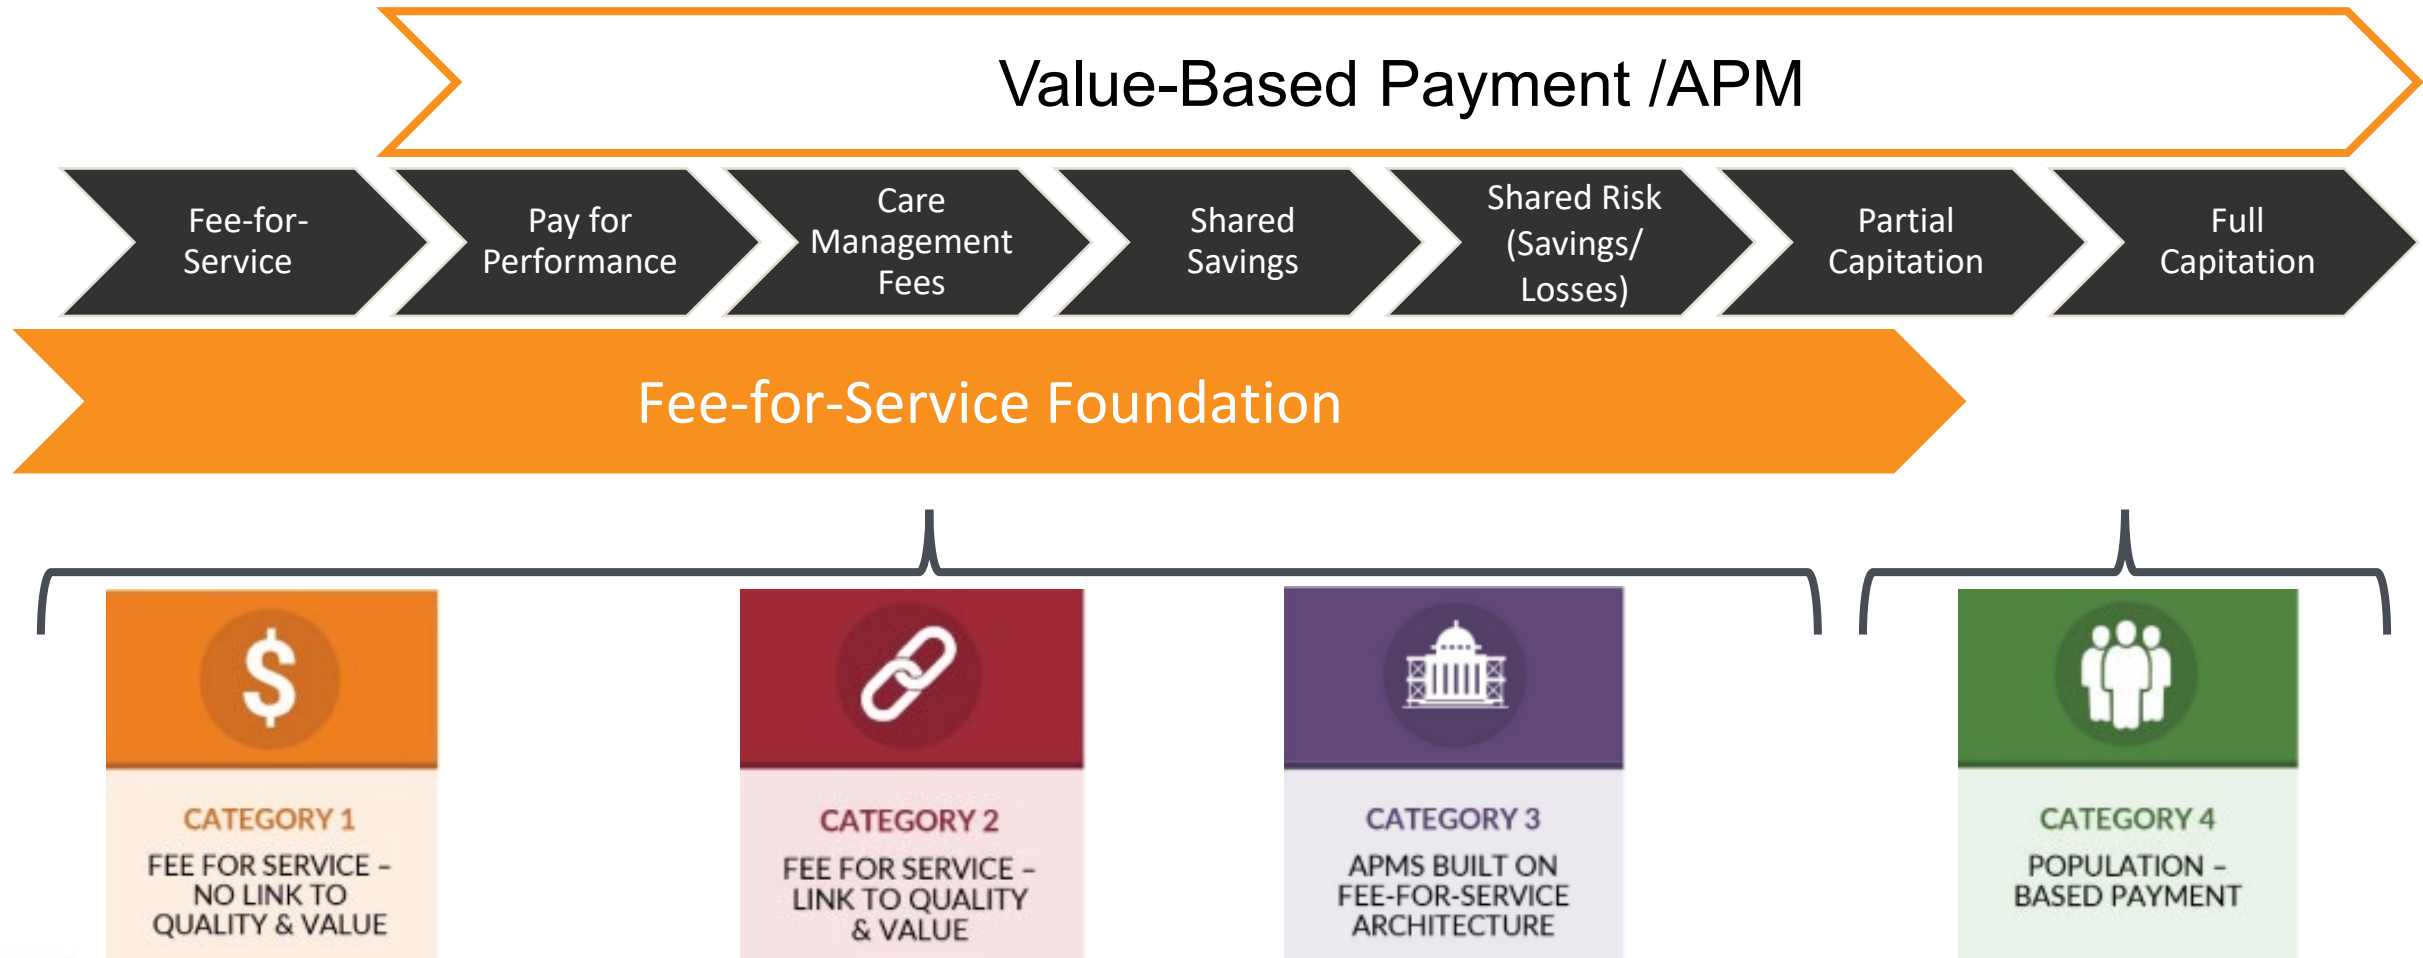 Value-Based Payment /APM
Fee-for-
Service
Pay for
Performance
Care
Management
Fees
Shared
Savings
Shared Risk
(Savings/
Losses)
Partial
Capitation
Full
Capitation
Fee-for-Service Foundation
$
CATEGORY 1
FEE FOR SERVICE –
NO LINK TO
QUALITY & VALUE
CATEGORY 2
FEE FOR SERVICE –
LINK TO QUALITY
& VALUE
CATEGORY 3
APMS BUILT ON
FEE-FOR-SERVICE
ARCHITECTURE
CATEGORY 4
POPULATION –
BASED PAYMENT